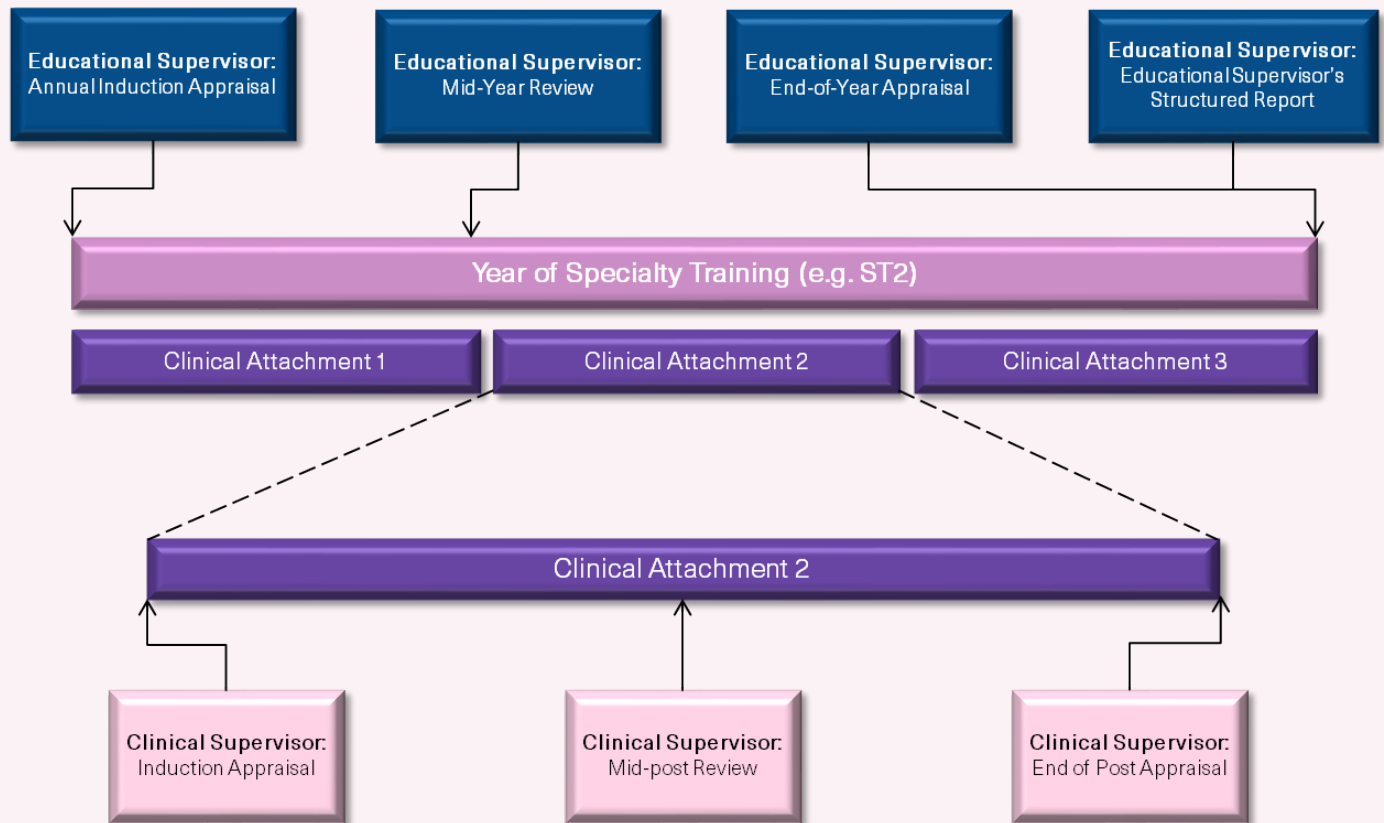 Educational Supervisor:
Annual Induction Appraisal
Educational Supervisor:
Mid-Year Review
Educational Supervisor:
End-of-Year Appraisal
Educational Supervisor:
Educational Supervisor's
Structured Report
Year of Specialty Training (e.g. ST2)
Clinical Attachment 1
Clinical Attachment 2
Clinical Attachment 3
Clinical Attachment 2
Clinical Supervisor:
Induction Appraisal
Clinical Supervisor:
Mid-post Review
Clinical Supervisor:
End of Post Appraisal